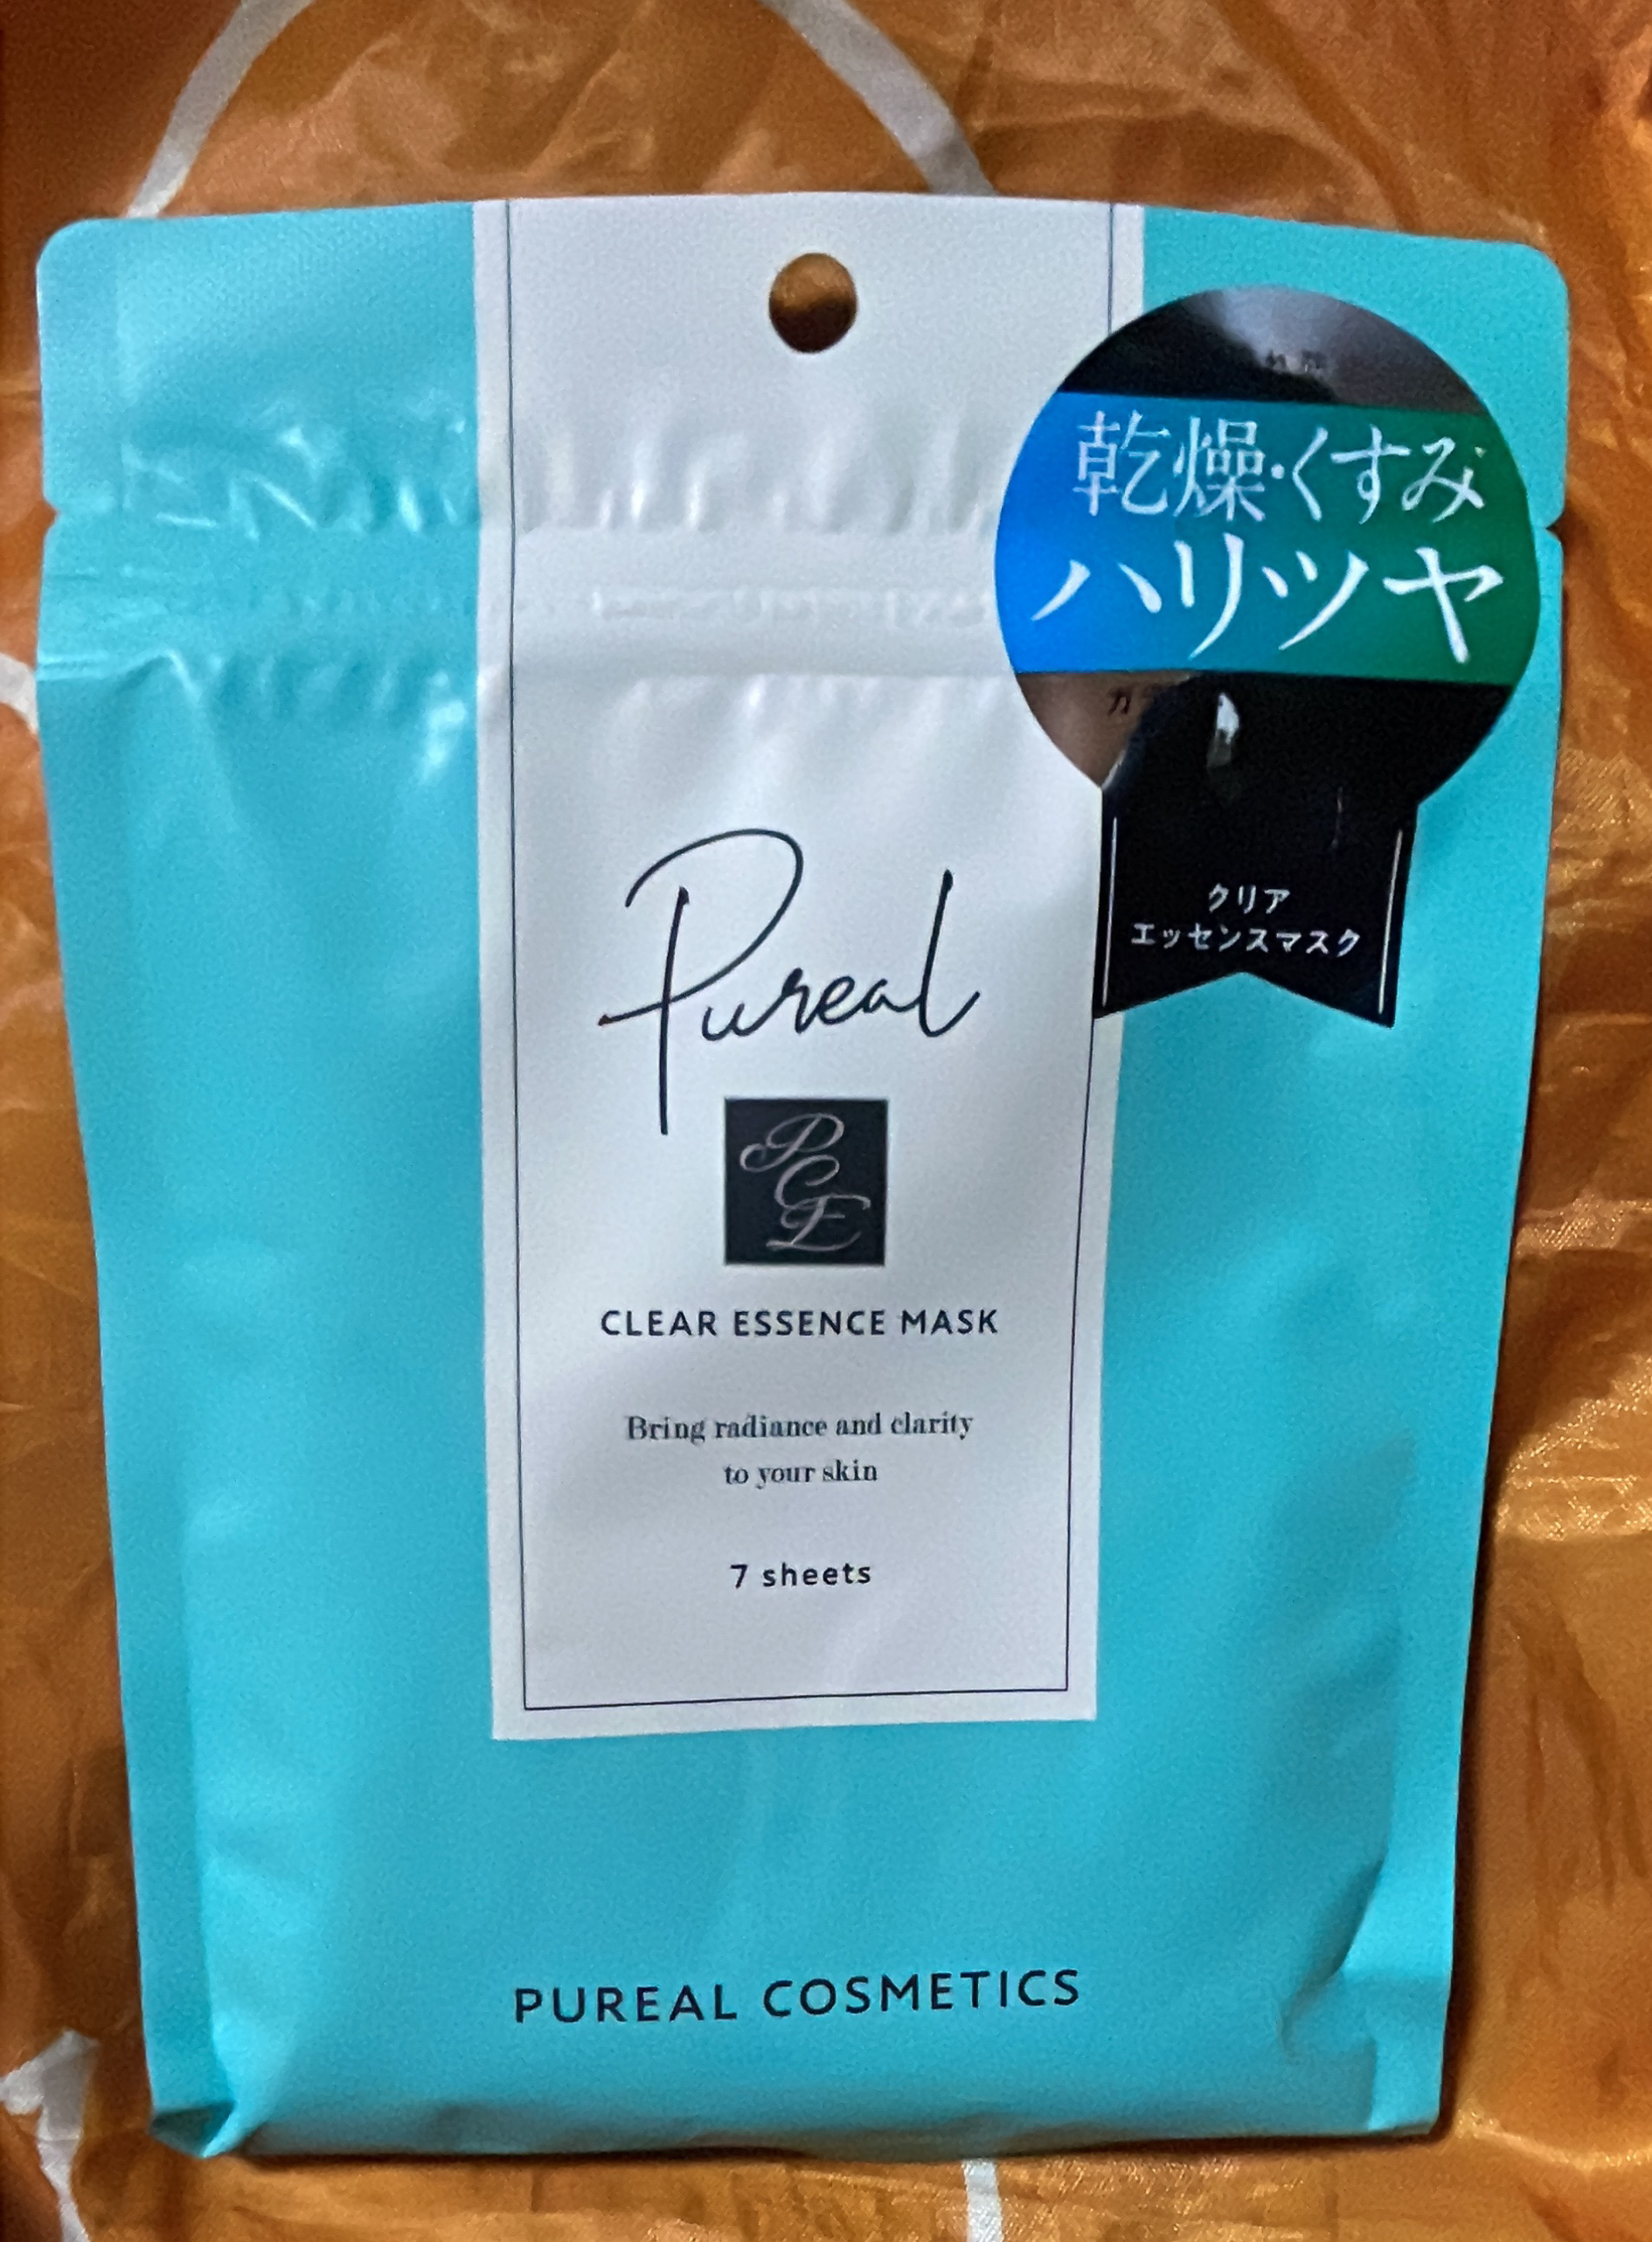 乾燥・くすみ
ハリツヤ
クリア
エッセンスマスク
Pureal
PCE
CLEAR ESSENCE MASK
Bring radiance and clarity
to your skin
7 sheets
PUREAL COSMETICS